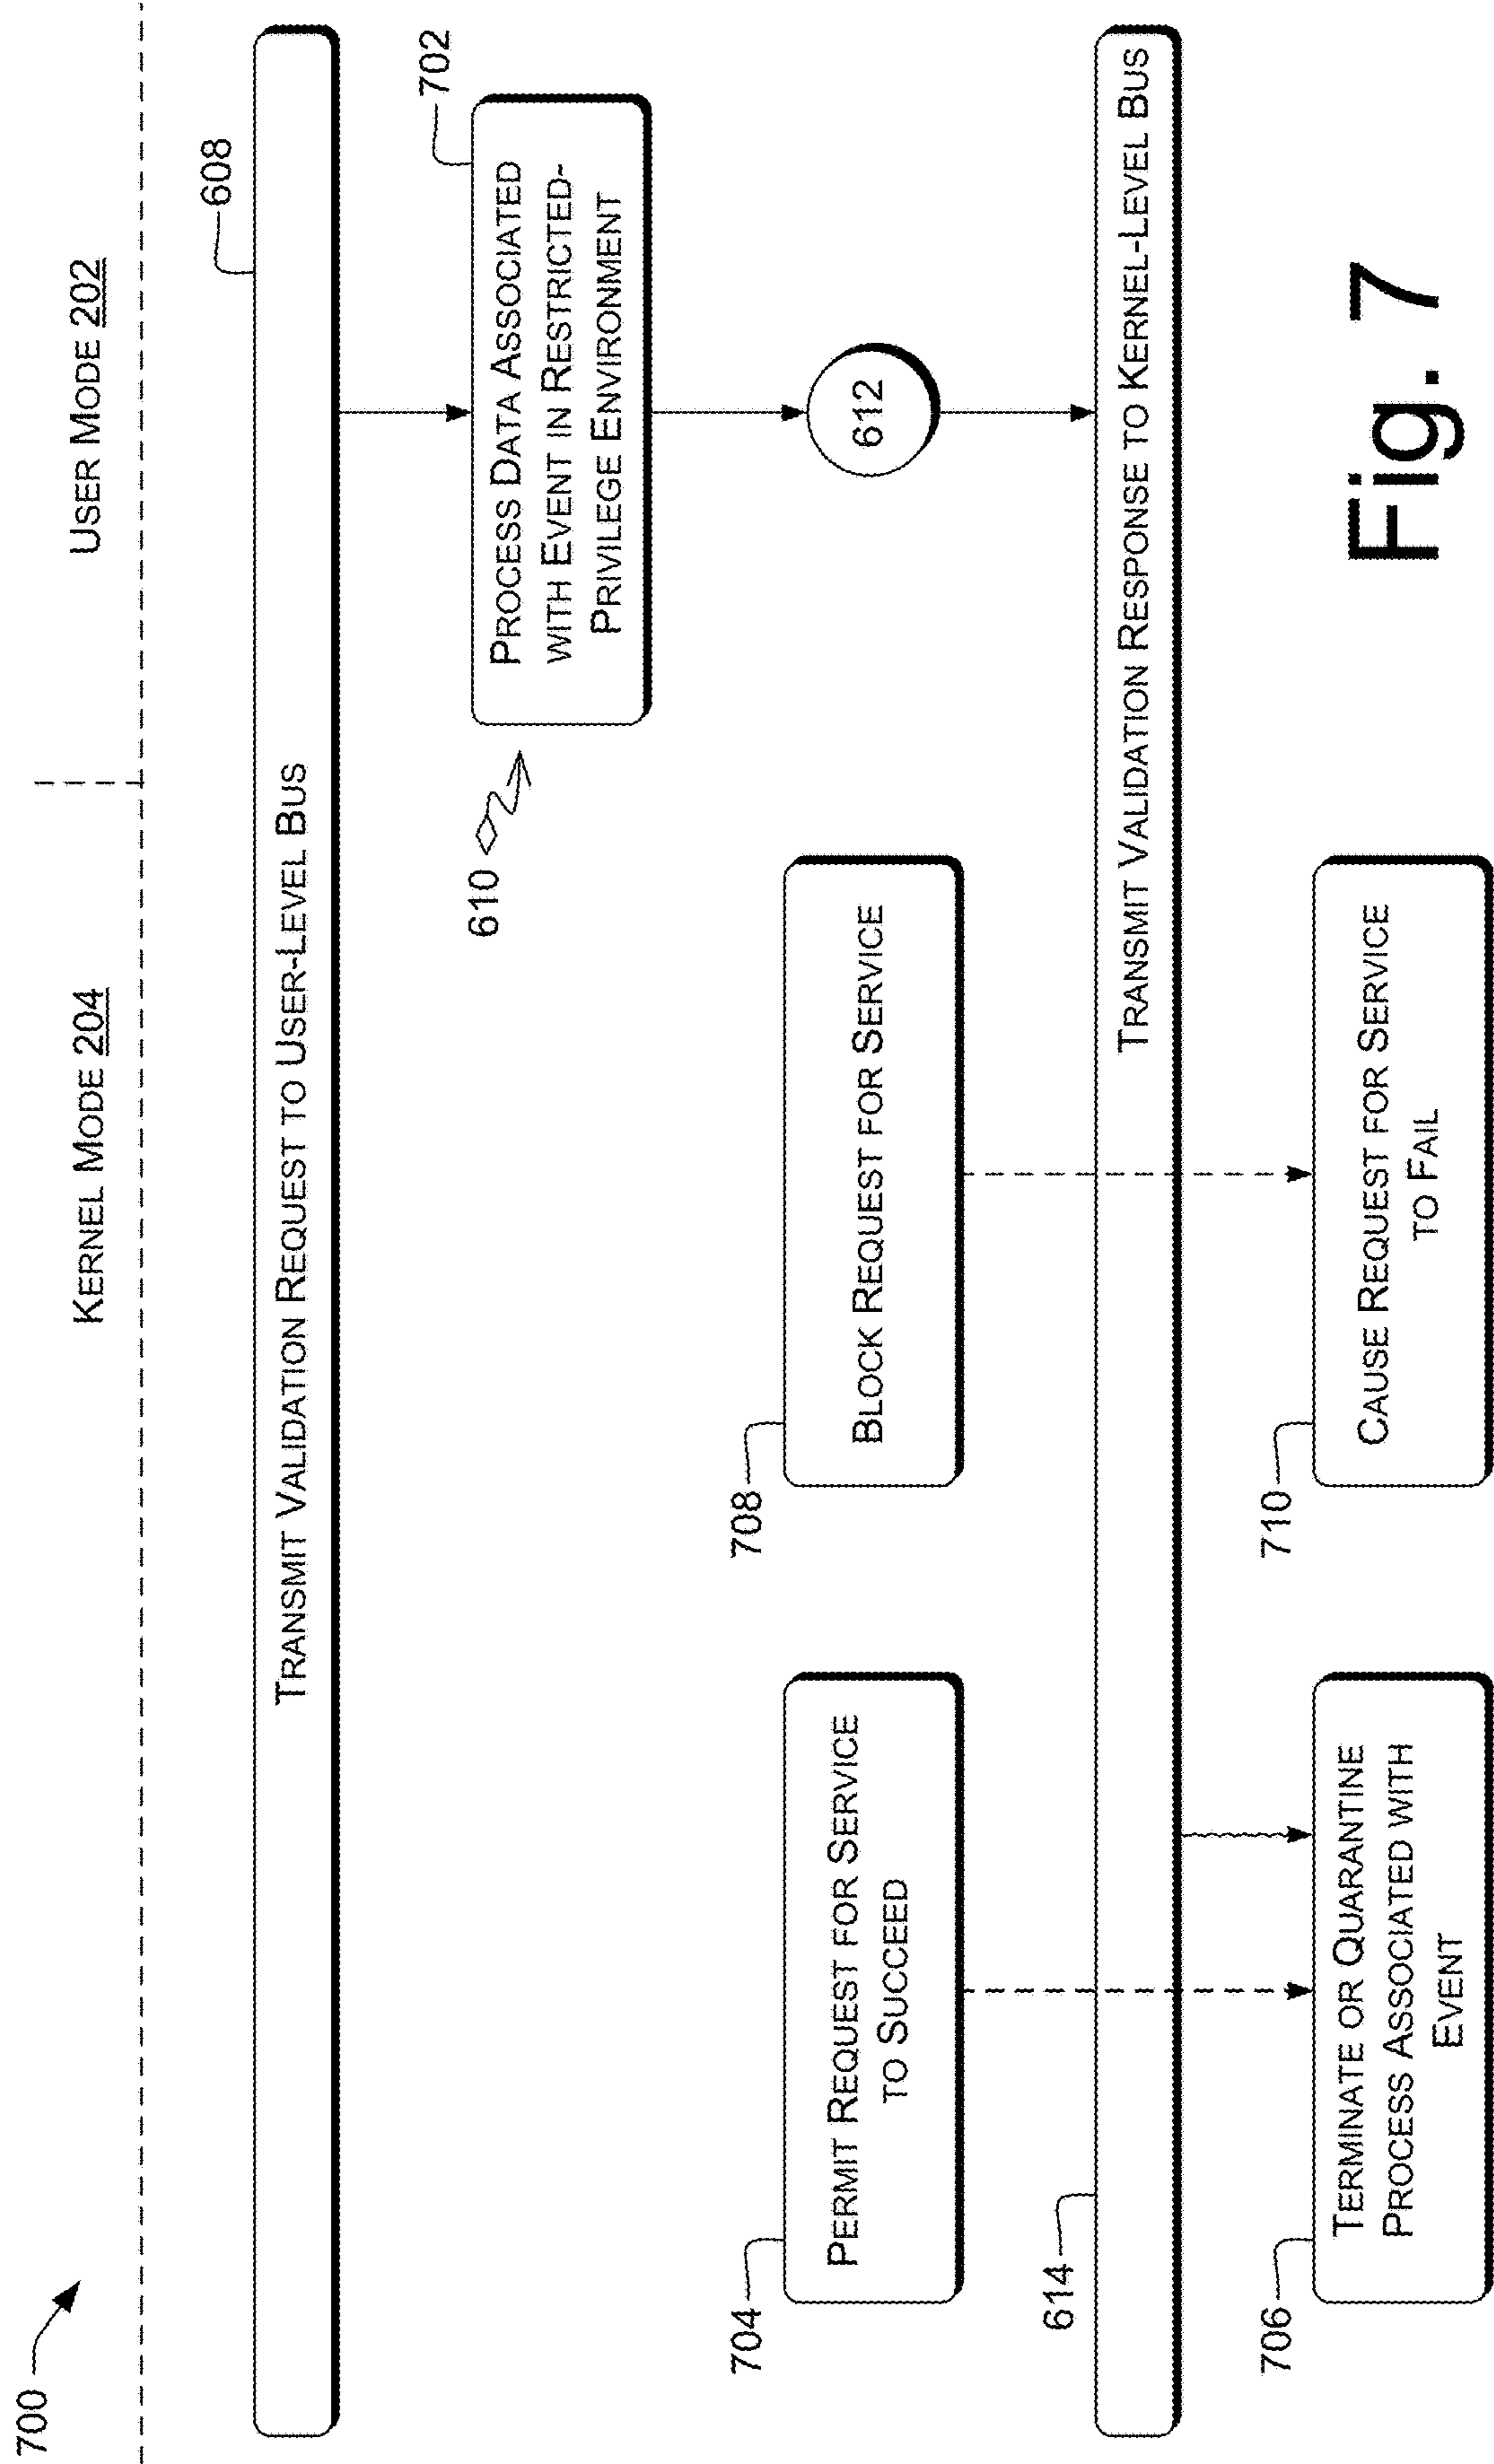 700
KERNEL MODE 204
USER MODE 202
608
TRANSMIT VALIDATION REQUEST TO USER-LEVEL BUS
702
PROCESS DATA ASSOCIATED
WITH EVENT IN RESTRICTED-
PRIVILEGE ENVIRONMENT
610
704
PERMIT REQUEST FOR SERVICE
TO SUCCEED
708
BLOCK REQUEST FOR SERVICE
612
614
TRANSMIT VALIDATION RESPONSE TO KERNEL-LEVEL BUS
706
TERMINATE OR QUARANTINE
PROCESS ASSOCIATED WITH
EVENT
710
CAUSE REQUEST FOR SERVICE
TO FAIL
Fig. 7